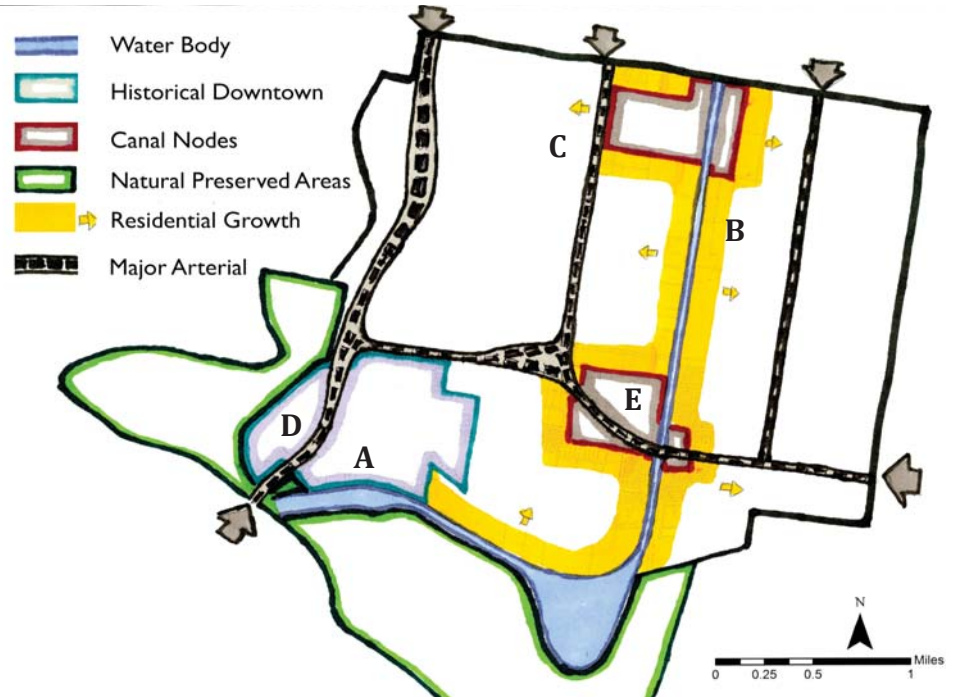 Water Body
Historical Downtown
Canal Nodes
Natural Preserved Areas
Residential Growth
Major Arterial
C
B
E
D
A
N
Miles
0 0.25 0.5 1